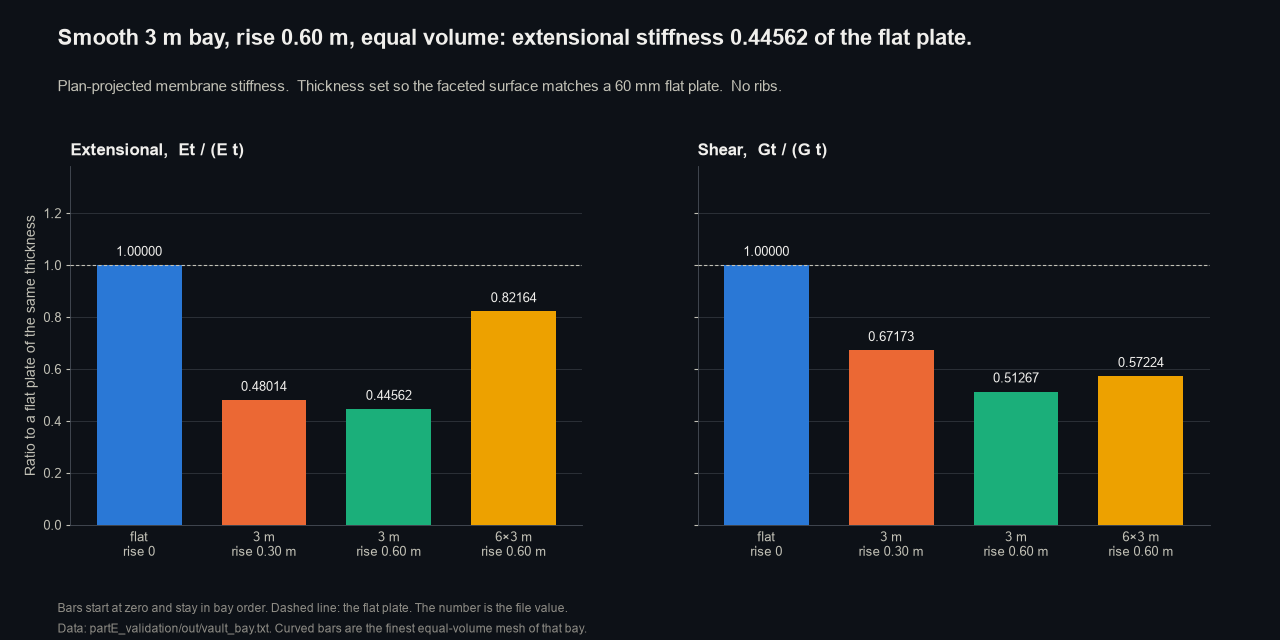 Smooth 3 m bay, rise 0.60 m, equal volume: extensional stiffness 0.44562 of the flat plate.
Plan-projected membrane stiffness.  Thickness set so the faceted surface matches a 60 mm flat plate.  No ribs.
Extensional,  Et / (E t)
Ratio to a flat plate of the same thickness
1.2
1.0
0.8
0.6
0.4
0.2
0.0
1.00000
0.48014
0.44562
0.82164
flat
rise 0
3 m
rise 0.30 m
3 m
rise 0.60 m
6×3 m
rise 0.60 m
Shear,  Gt / (G t)
1.00000
0.67173
0.51267
0.57224
flat
rise 0
3 m
rise 0.30 m
3 m
rise 0.60 m
6×3 m
rise 0.60 m
Bars start at zero and stay in bay order. Dashed line: the flat plate. The number is the file value.
Data: partE_validation/out/vault_bay.txt. Curved bars are the finest equal-volume mesh of that bay.